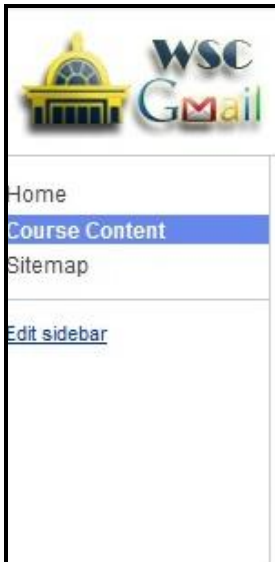 WSC
Gmail
Home
Course Content
Sitemap
Edit sidebar